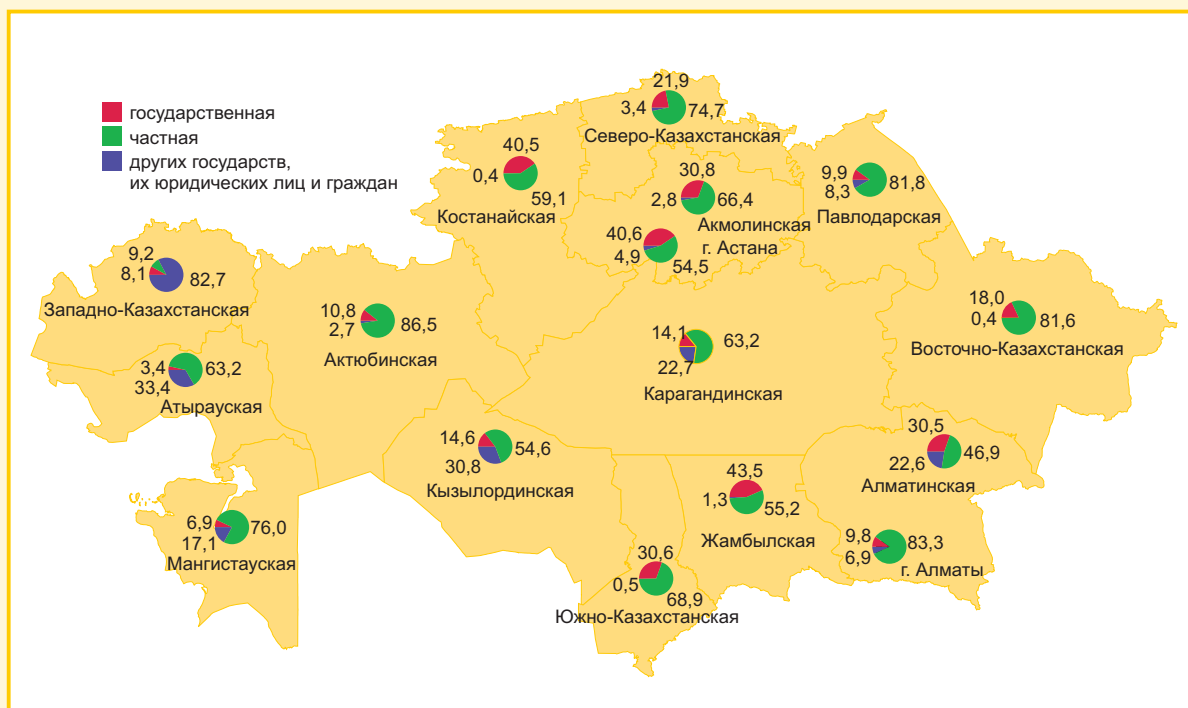 государственная
частная
других государств,
их юридических лиц и граждан
21,9
3,4 74,7
Северо-Казахстанская
40,5
0,4
59,1
Костанайская
30,8
2,8 66,4
Акмолинская
г. Астана
40,6
4,9 54,5
9,9
8,3 81,8
Павлодарская
9,2
8,1 82,7
Западно-Казахстанская
10,8
2,7 86,5
Актюбинская
14,1 63,2
22,7
Карагандинская
18,0
0,4 81,6
Восточно-Казахстанская
3,4 63,2
33,4
Атырауская
14,6 54,6
30,8
Кызылординская
30,5
22,6 46,9
Алматинская
43,5
1,3 55,2
Жамбылская
6,9 76,0
17,1
Мангистауская
9,8 83,3
6,9
г. Алматы
30,6
0,5 68,9
Южно-Казахстанская